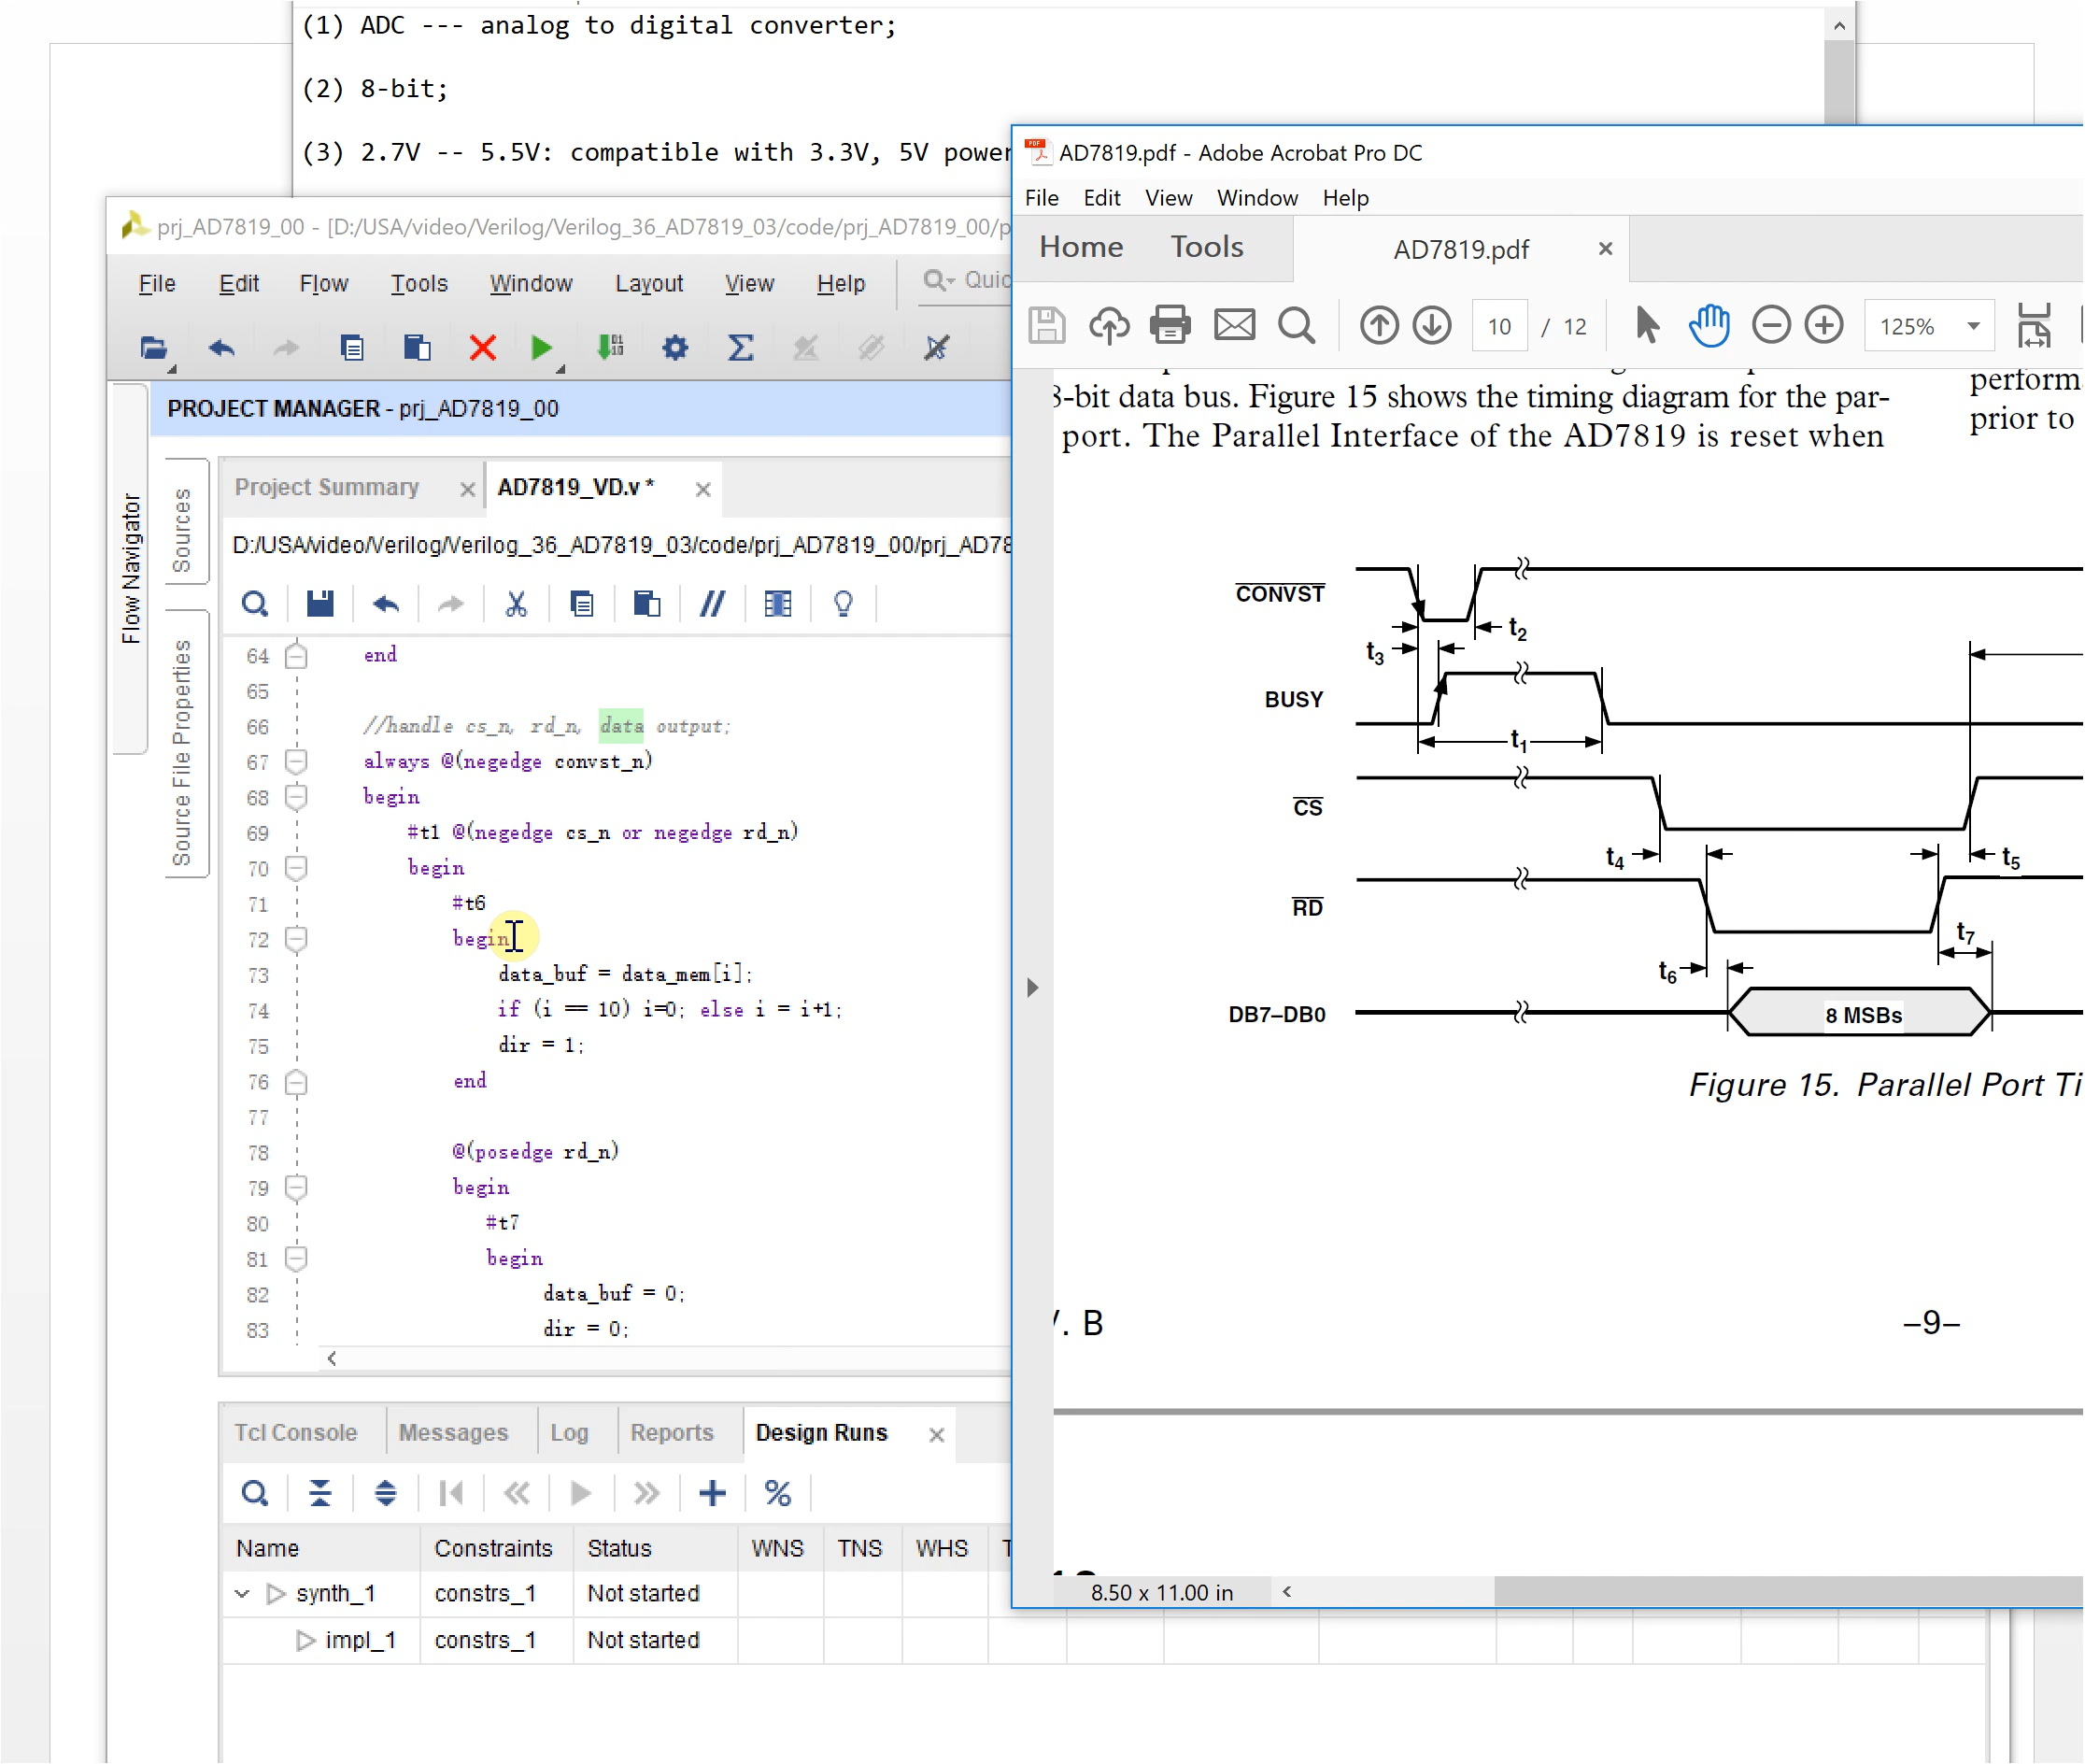 (1) ADC --- analog to digital converter;
(2) 8-bit;
(3) 2.7V -- 5.5V: compatible with 3.3V, 5V power
prj_AD7819_00 - [D:/USA/video/Verilog/Verilog_36_AD7819_03/code/prj_AD7819_00/p
File Edit Flow Tools Window Layout View Help Quic
PROJECT MANAGER - prj_AD7819_00
Flow Navigator
Sources
Source File Properties
Project Summary
AD7819_VD.v *
D:/USA/video/Verilog/Verilog_36_AD7819_03/code/prj_AD7819_00/prj_AD78
64 end
65
66 //handle cs_n, rd_n, data output;
67 always @(negedge convst_n)
68 begin
69 #t1 @(negedge cs_n or negedge rd_n)
70 begin
71 #t6
72 begin
73 data_buf = data_mem[i];
74 if (i == 10) i=0; else i = i+1;
75 dir = 1;
76 end
77
78 @(posedge rd_n)
79 begin
80 #t7
81 begin
82 data_buf = 0;
83 dir = 0;
Tcl Console Messages Log Reports Design Runs
Name Constraints Status WNS TNS WHS
synth_1 constrs_1 Not started
impl_1 constrs_1 Not started
AD7819.pdf - Adobe Acrobat Pro DC
File Edit View Window Help
Home Tools AD7819.pdf
10 / 12 125%
8-bit data bus. Figure 15 shows the timing diagram for the par-
port. The Parallel Interface of the AD7819 is reset when
perform
prior to
CONVST
t2
t3
BUSY
t1
CS
t4
t5
RD
t7
t6
DB7–DB0
8 MSBs
Figure 15. Parallel Port Ti
. B
–9–
8.50 x 11.00 in